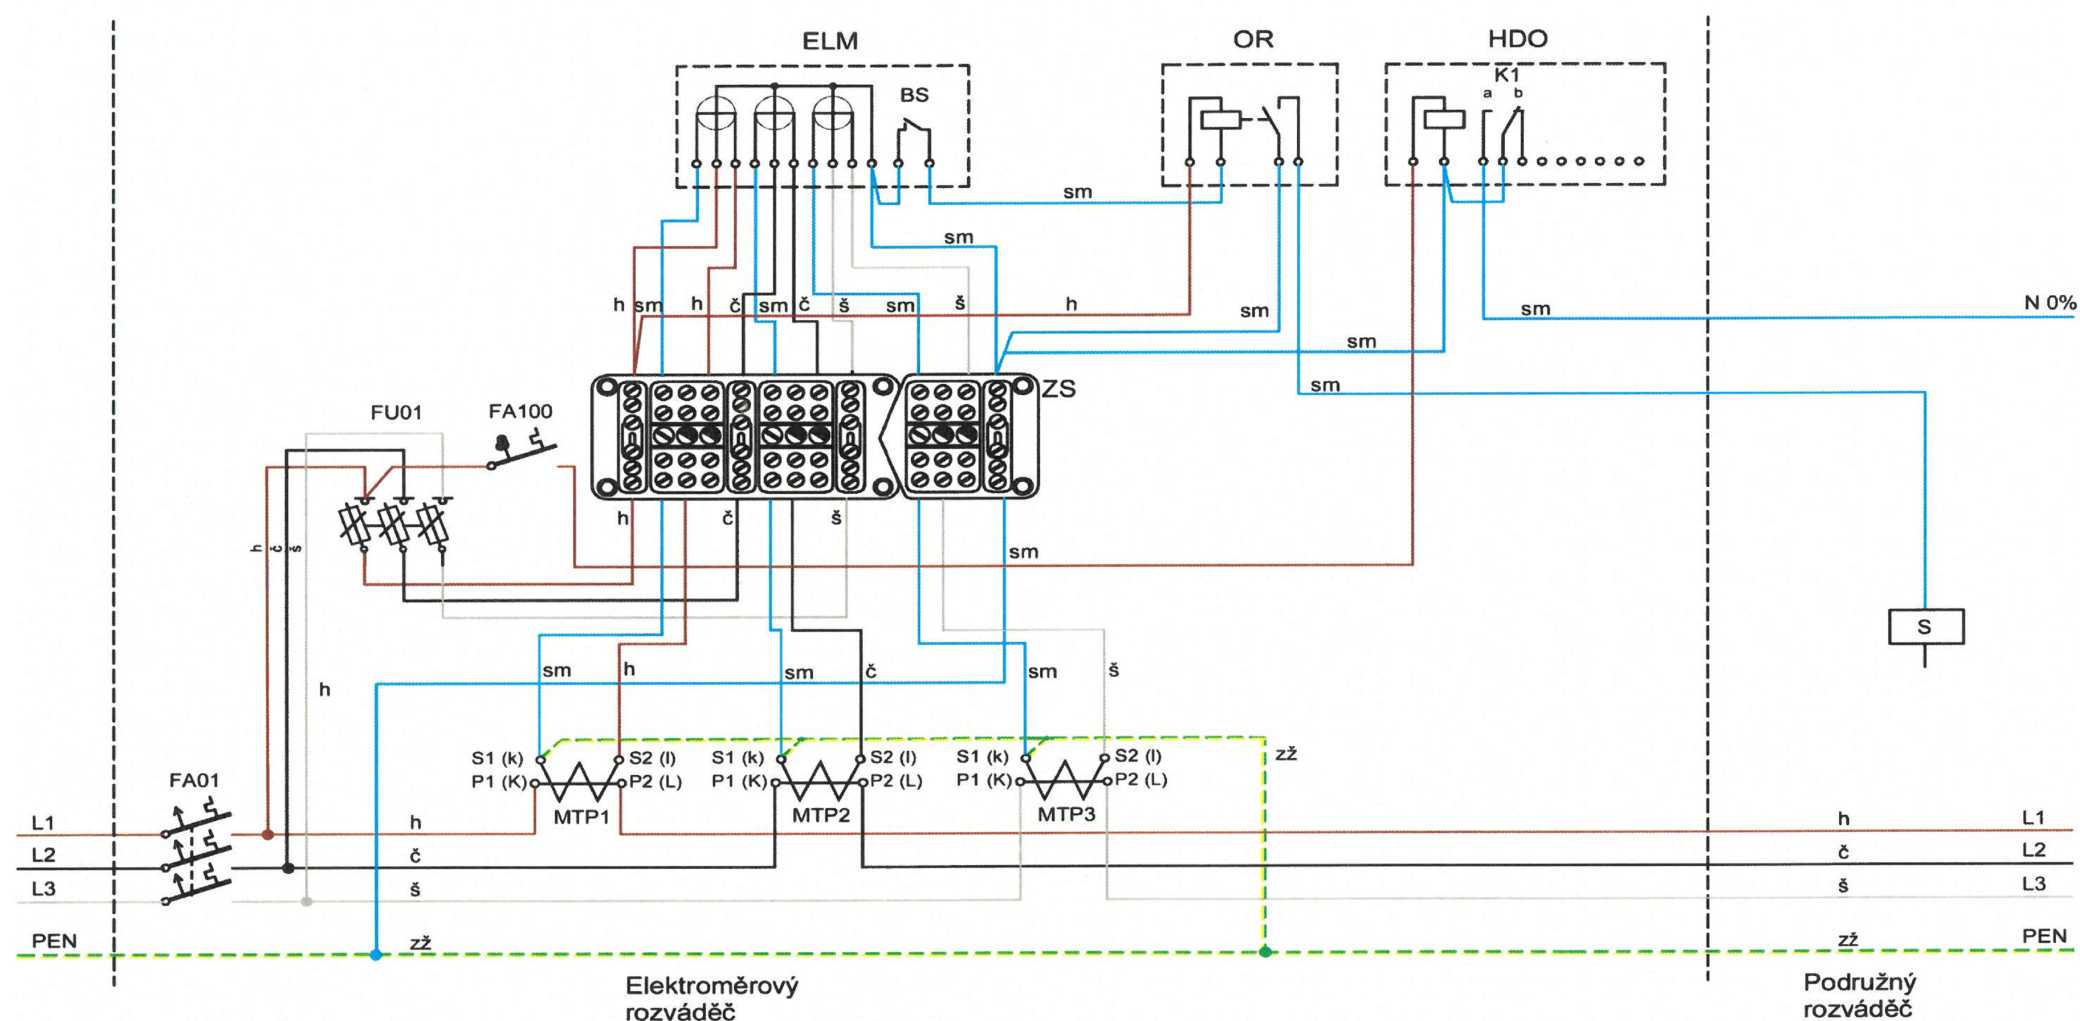 ELM
OR
HDO
K1
a b
BS
sm
sm
h sm h č sm č š sm š h sm
sm
N 0%
sm
sm
ZS
FU01
FA100
h č š
sm
h č š
h
sm h sm č sm š
S
S1 (k) S2 (l) S1 (k) S2 (l) S1 (k) S2 (l)
zž
P1 (K) P2 (L) P1 (K) P2 (L) P1 (K) P2 (L)
FA01
MTP1 MTP2 MTP3
L1 h h L1
L2 č č L2
L3 š š L3
PEN zž zž PEN
Elektroměrový
rozváděč
Podružný
rozváděč